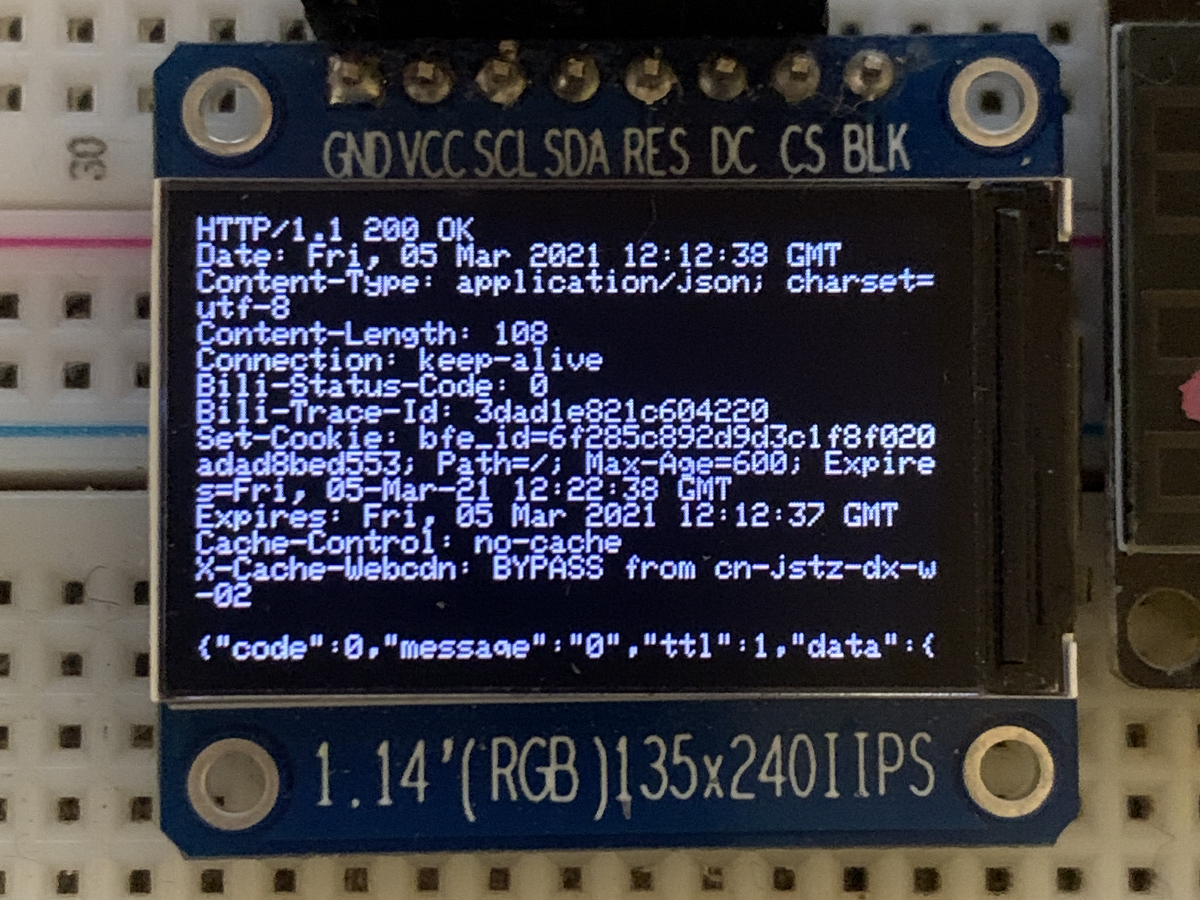 30
GND VCC SCL SDA RES DC CS BLK
HTTP/1.1 200 OK
Date: Fri, 05 Mar 2021 12:12:38 GMT
Content-Type: application/json; charset=
utf-8
Content-Length: 108
Connection: keep-alive
Bili-Status-Code: 0
Bili-Trace-Id: 3dad1e821c604220
Set-Cookie: bfe_id=6f285c892d9d3c1f8f020
adad8bed553; Path=/; Max-Age=600; Expire
s=Fri, 05-Mar-21 12:22:38 GMT
Expires: Fri, 05 Mar 2021 12:12:37 GMT
Cache-Control: no-cache
X-Cache-Webcdn: BYPASS from cn-jstz-dx-w
-02
{"code":0,"message":"0","ttl":1,"data":{
1.14'(RGB)135x240IIPS